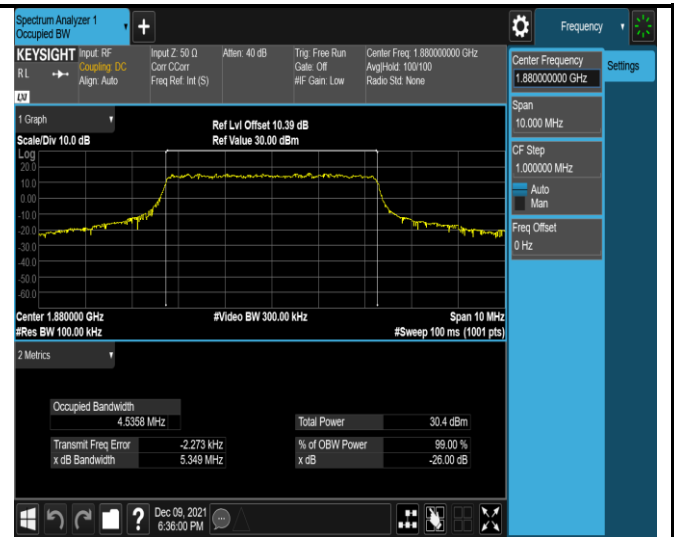 Spectrum Analyzer 1
Occupied BW
Frequency
KEYSIGHT
RL
LXI
Input: RF
Coupling: DC
Align: Auto
Input Z: 50 Ω
Corr CCorr
Freq Ref: Int (S)
Atten: 40 dB
Trig: Free Run
Gate: Off
#IF Gain: Low
Center Freq: 1.880000000 GHz
Avg|Hold: 100/100
Radio Std: None
Center Frequency
1.880000000 GHz
Settings
Span
10.000 MHz
CF Step
1.000000 MHz
Auto
Man
Freq Offset
0 Hz
1 Graph
Scale/Div 10.0 dB
Ref Lvl Offset 10.39 dB
Ref Value 30.00 dBm
Log
20.0
10.0
0.00
-10.0
-20.0
-30.0
-40.0
-50.0
-60.0
Center 1.880000 GHz
#Video BW 300.00 kHz
Span 10 MHz
#Res BW 100.00 kHz
#Sweep 100 ms (1001 pts)
2 Metrics
Occupied Bandwidth
4.5358 MHz
Total Power 30.4 dBm
Transmit Freq Error -2.273 kHz
% of OBW Power 99.00 %
x dB Bandwidth 5.349 MHz
x dB -26.00 dB
?
Dec 09, 2021
6:36:00 PM